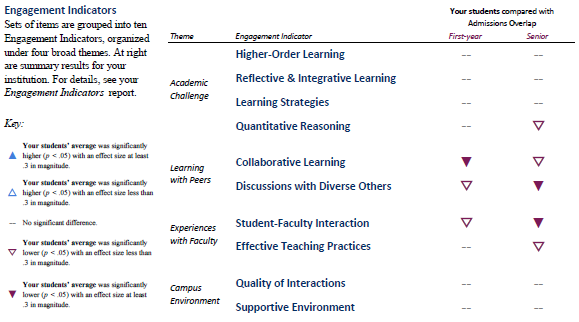 Engagement Indicators
Sets of items are grouped into ten
Engagement Indicators, organized
under four broad themes. At right
are summary results for your
institution. For details, see your
Engagement Indicators report.
Key:
Your students' average was significantly
higher (p < .05) with an effect size at least
.3 in magnitude.
Your students' average was significantly
higher (p < .05) with an effect size less than
.3 in magnitude.
-- No significant difference.
Your students' average was significantly
lower (p < .05) with an effect size less than
.3 in magnitude.
Your students' average was significantly
lower (p < .05) with an effect size at least
.3 in magnitude.
Your students compared with
Admissions Overlap
Theme Engagement Indicator First-year Senior
Academic
Challenge
Higher-Order Learning -- --
Reflective & Integrative Learning -- --
Learning Strategies -- --
Quantitative Reasoning -- ▽
Learning
with Peers
Collaborative Learning ▼ ▽
Discussions with Diverse Others ▽ ▼
Experiences
with Faculty
Student-Faculty Interaction ▽ ▼
Effective Teaching Practices -- ▽
Campus
Environment
Quality of Interactions -- --
Supportive Environment -- --